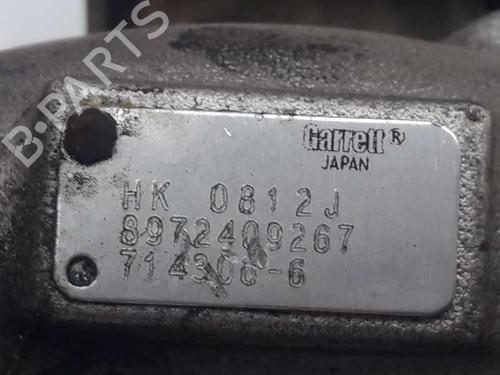 B-PARTS
Garrett®
JAPAN
HK 0812J
8972409267
714306-6